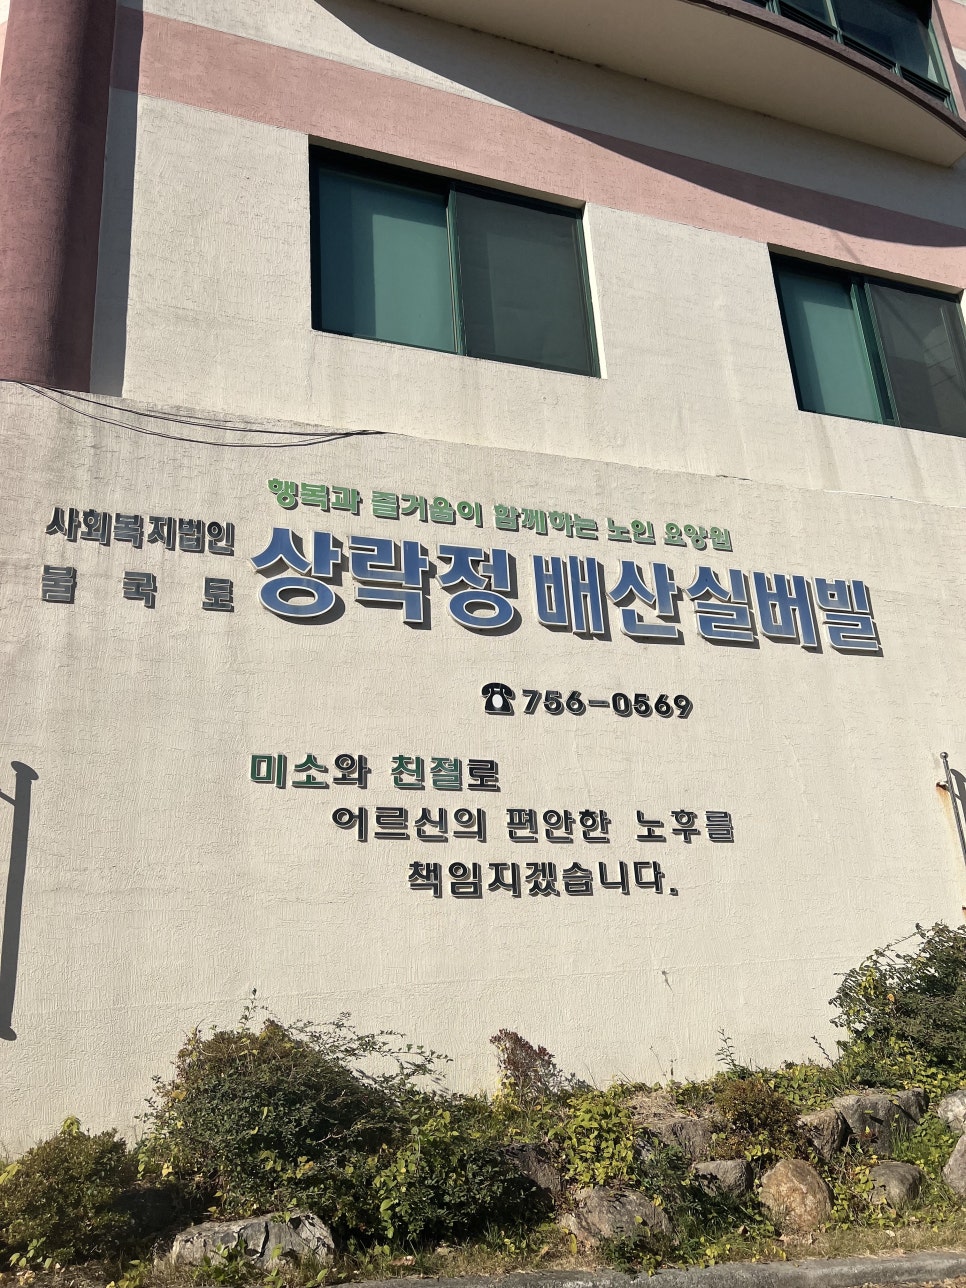 행복과 즐거움이 함께하는 노인 요양원
사회복지법인
불국토
상락정 배산실버빌
☎756-0569
미소와 친절로
어르신의 편안한 노후를
책임지겠습니다.